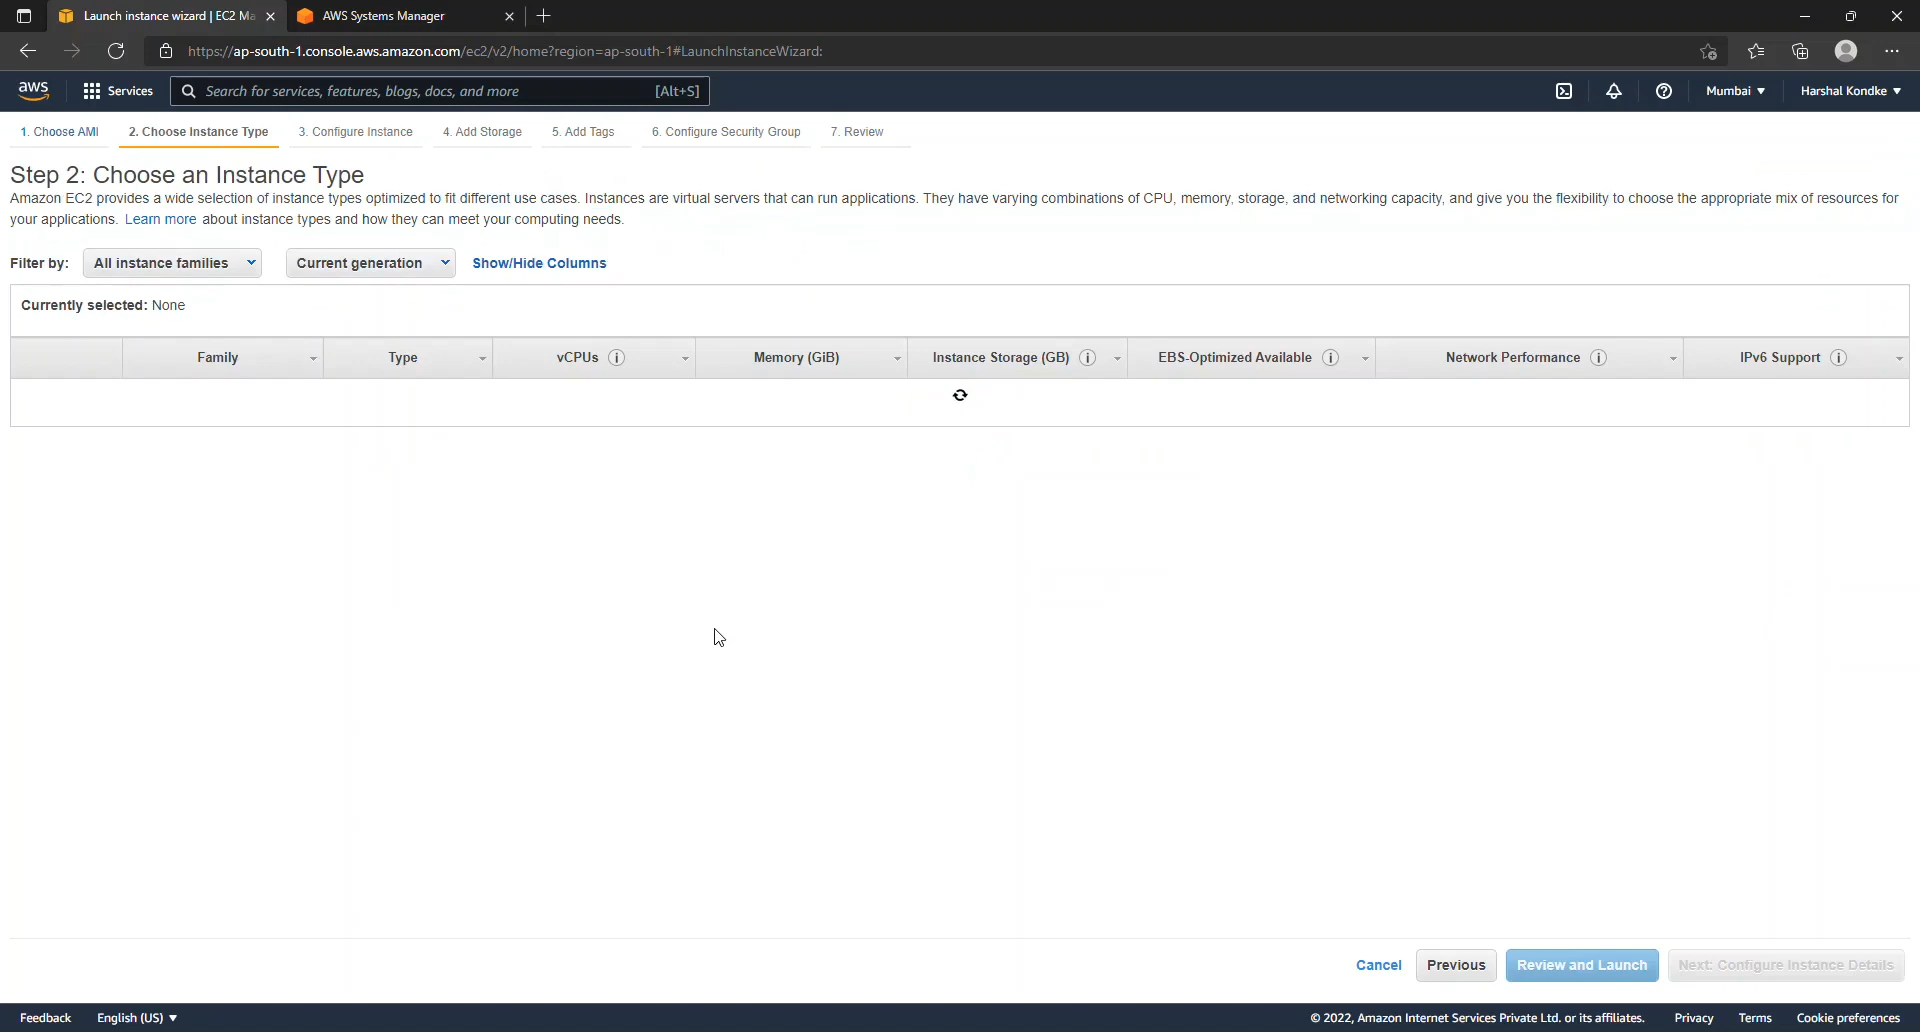 Launch instance wizard | EC2 Ma
AWS Systems Manager
https://ap-south-1.console.aws.amazon.com/ec2/v2/home?region=ap-south-1#LaunchInstanceWizard:
aws
Services
Search for services, features, blogs, docs, and more
[Alt+S]
Mumbai
Harshal Kondke
1. Choose AMI
2. Choose Instance Type
3. Configure Instance
4. Add Storage
5. Add Tags
6. Configure Security Group
7. Review
Step 2: Choose an Instance Type
Amazon EC2 provides a wide selection of instance types optimized to fit different use cases. Instances are virtual servers that can run applications. They have varying combinations of CPU, memory, storage, and networking capacity, and give you the flexibility to choose the appropriate mix of resources for
your applications. Learn more about instance types and how they can meet your computing needs.
Filter by:
All instance families
Current generation
Show/Hide Columns
Currently selected: None
Family
Type
vCPUs
Memory (GiB)
Instance Storage (GB)
EBS-Optimized Available
Network Performance
IPv6 Support
Cancel
Previous
Review and Launch
Next: Configure Instance Details
Feedback
English (US)
© 2022, Amazon Internet Services Private Ltd. or its affiliates.
Privacy
Terms
Cookie preferences